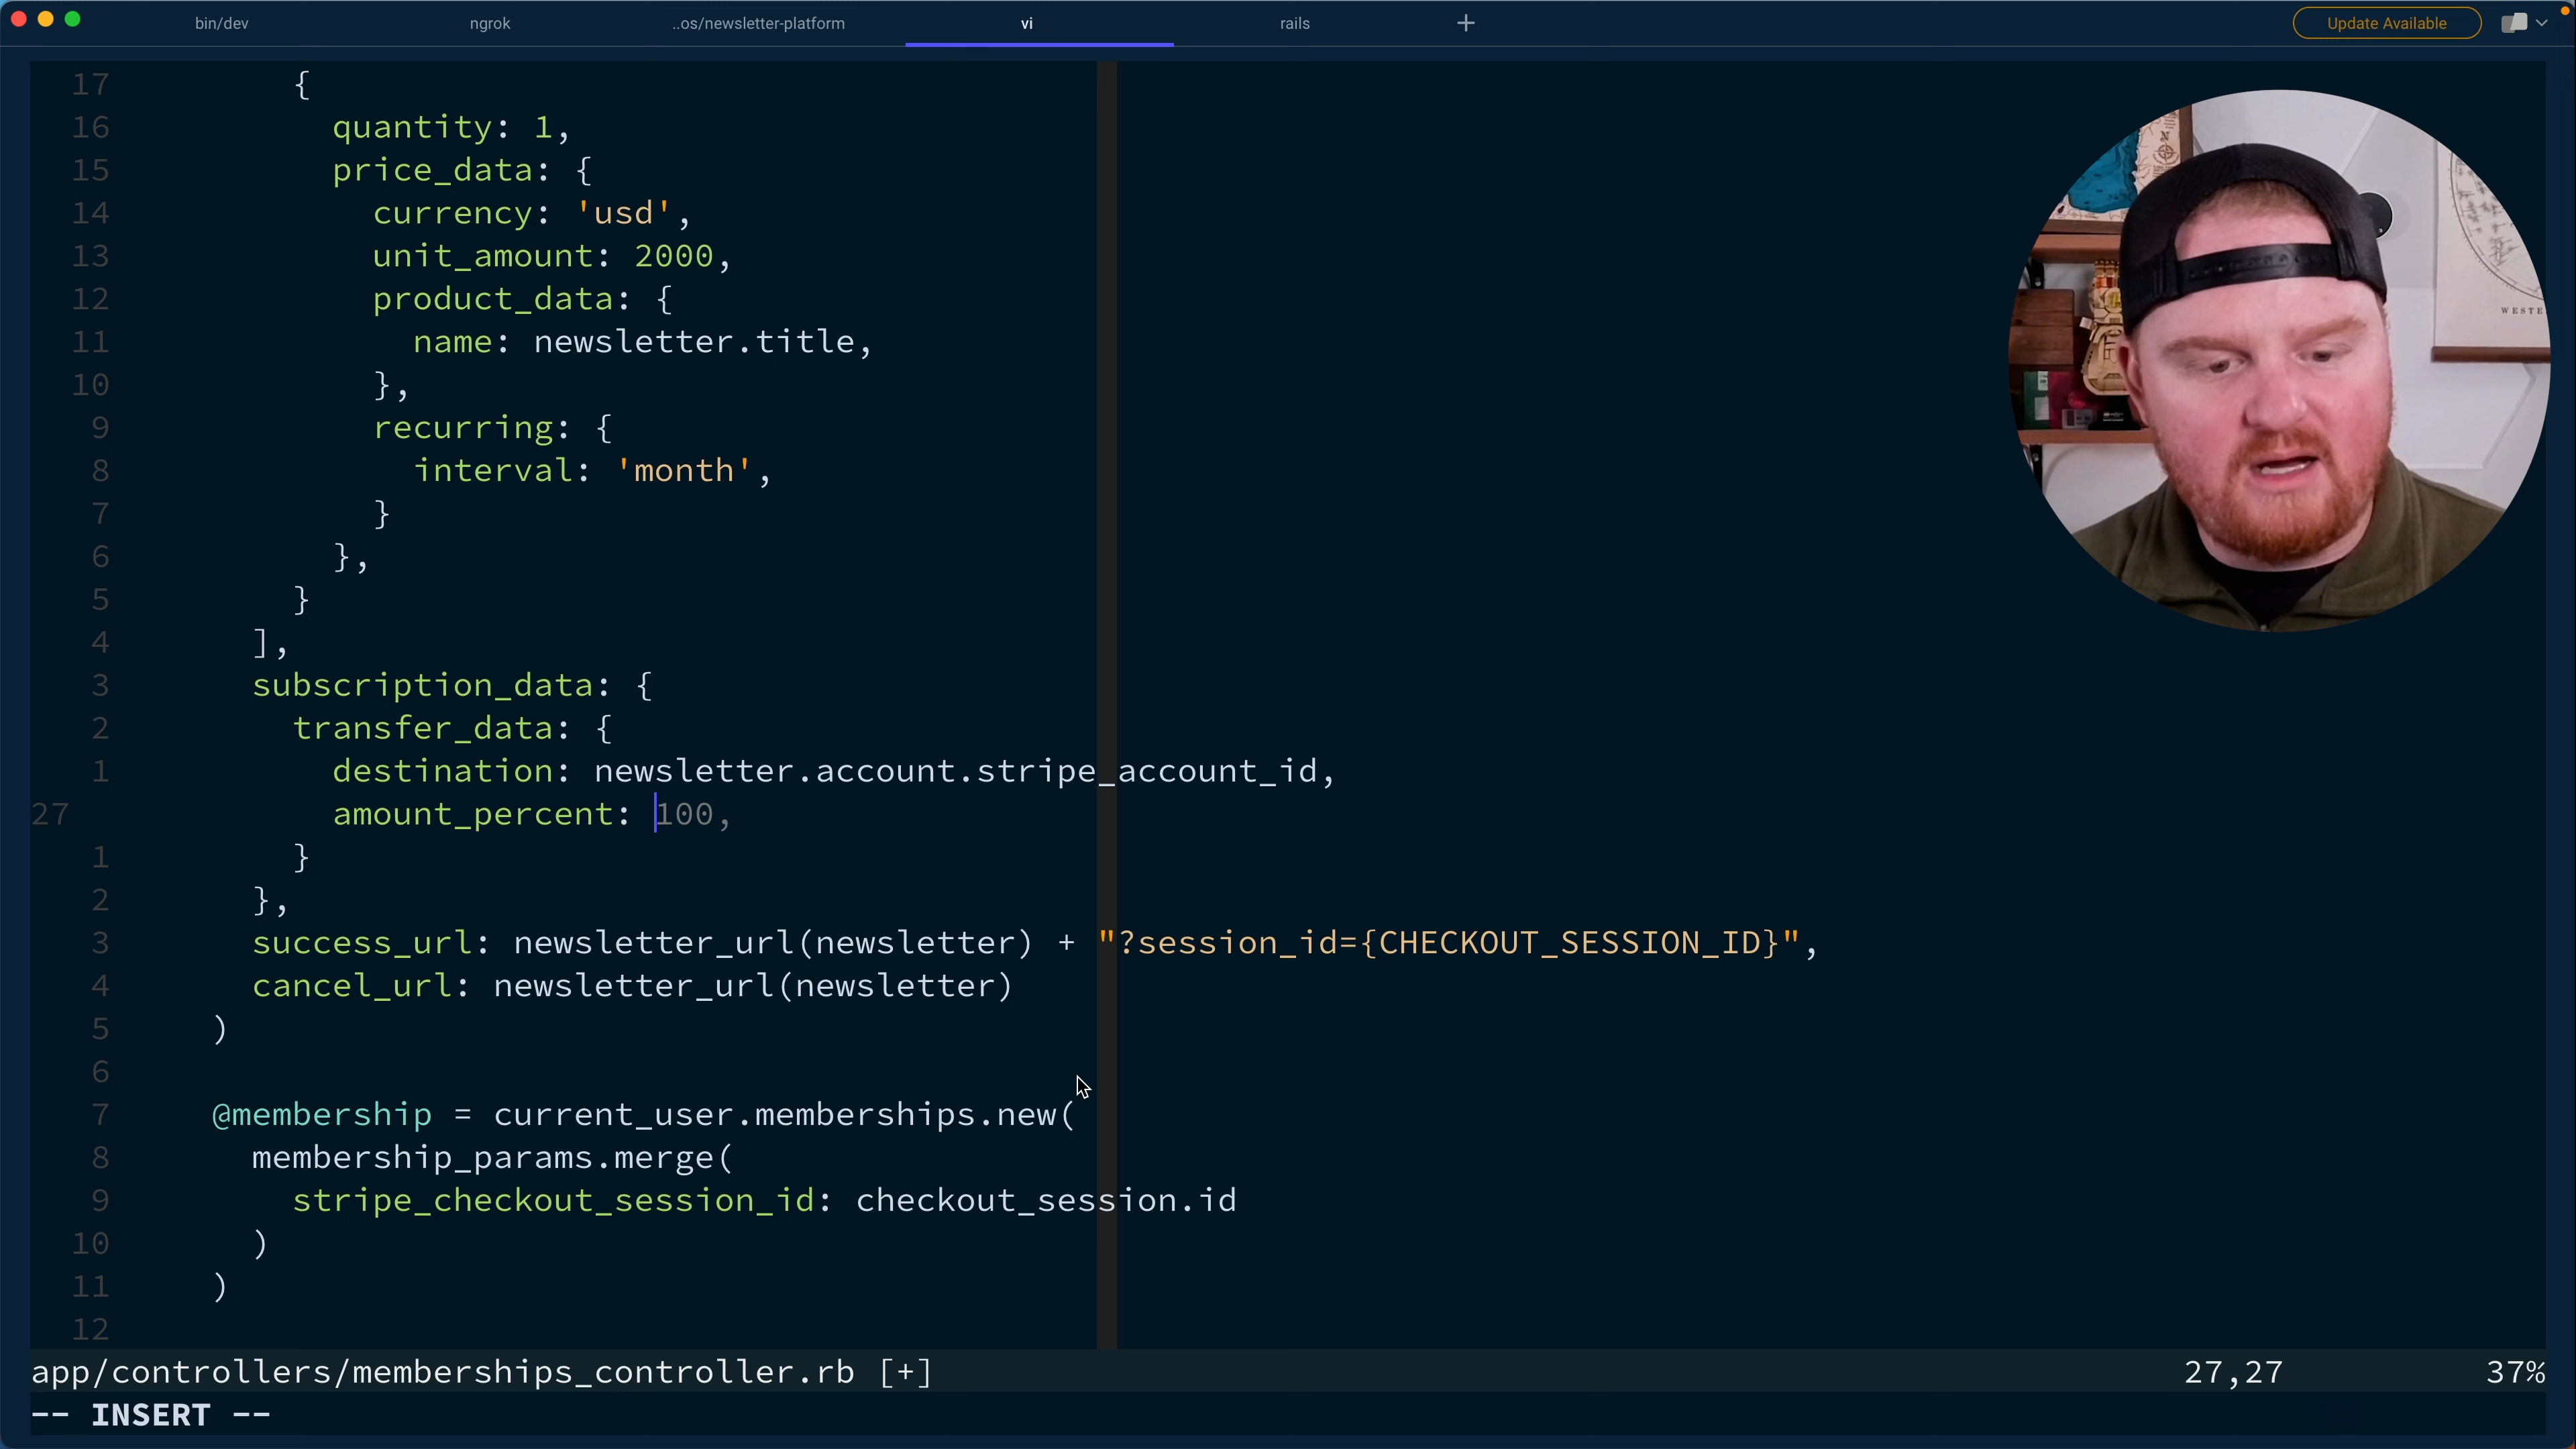 bin/dev
ngrok
..os/newsletter-platform
vi
rails
+
Update Available
17 {
16 quantity: 1,
15 price_data: {
14 currency: 'usd',
13 unit_amount: 2000,
12 product_data: {
11 name: newsletter.title,
10 },
9 recurring: {
8 interval: 'month',
7 }
6 },
5 }
4 ],
3 subscription_data: {
2 transfer_data: {
1 destination: newsletter.account.stripe_account_id,
27 amount_percent: 100,
1 }
2 },
3 success_url: newsletter_url(newsletter) + "?session_id={CHECKOUT_SESSION_ID}",
4 cancel_url: newsletter_url(newsletter)
5 )
6
7 @membership = current_user.memberships.new(
8 membership_params.merge(
9 stripe_checkout_session_id: checkout_session.id
10 )
11 )
12
app/controllers/memberships_controller.rb [+] 27,27 37%
-- INSERT --
N
WESTE